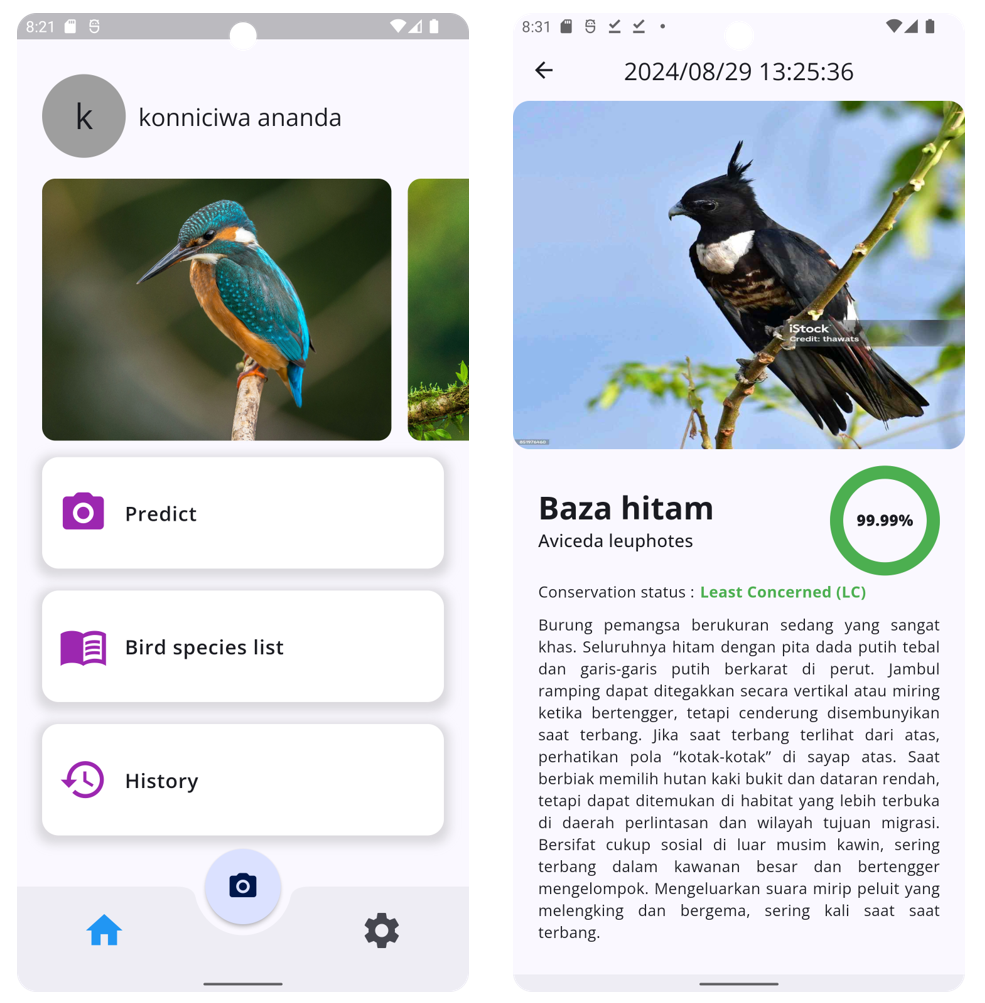 8:21
k
konniciwa ananda
Predict
Bird species list
History
8:31
2024/08/29 13:25:36
iStock
Credit: thawats
Baza hitam
Aviceda leuphotes
99.99%
Conservation status : Least Concerned (LC)
Burung pemangsa berukuran sedang yang sangat
khas. Seluruhnya hitam dengan pita dada putih tebal
dan garis-garis putih berkarat di perut. Jambul
ramping dapat ditegakkan secara vertikal atau miring
ketika bertengger, tetapi cenderung disembunyikan
saat terbang. Jika saat terbang terlihat dari atas,
perhatikan pola “kotak-kotak” di sayap atas. Saat
berbiak memilih hutan kaki bukit dan dataran rendah,
tetapi dapat ditemukan di habitat yang lebih terbuka
di daerah perlintasan dan wilayah tujuan migrasi.
Bersifat cukup sosial di luar musim kawin, sering
terbang dalam kawanan besar dan bertengger
mengelompok. Mengeluarkan suara mirip peluit yang
melengking dan bergema, sering kali saat saat
terbang.